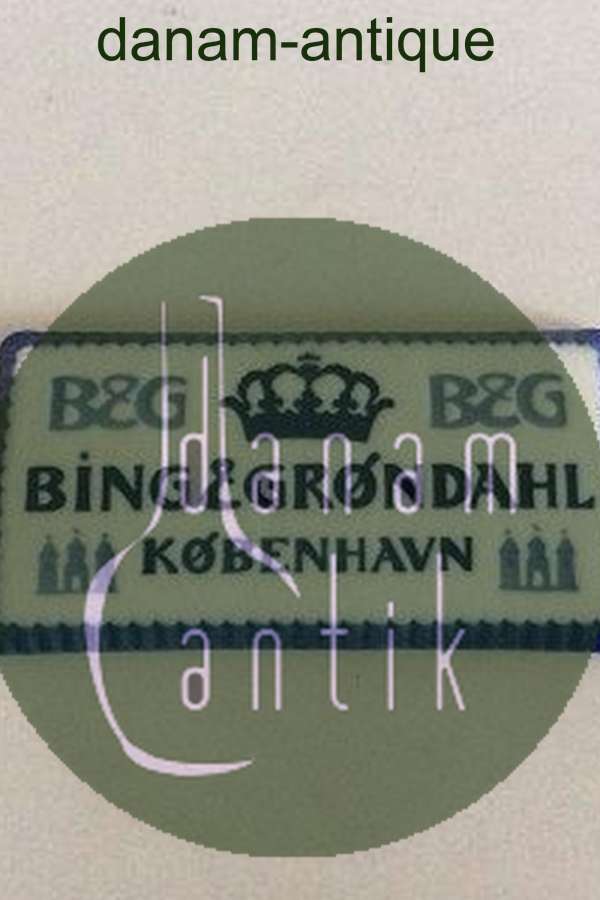 danam-antique
B&G B&G
BING & GRØNDAHL
KØBENHAVN
danam
antik